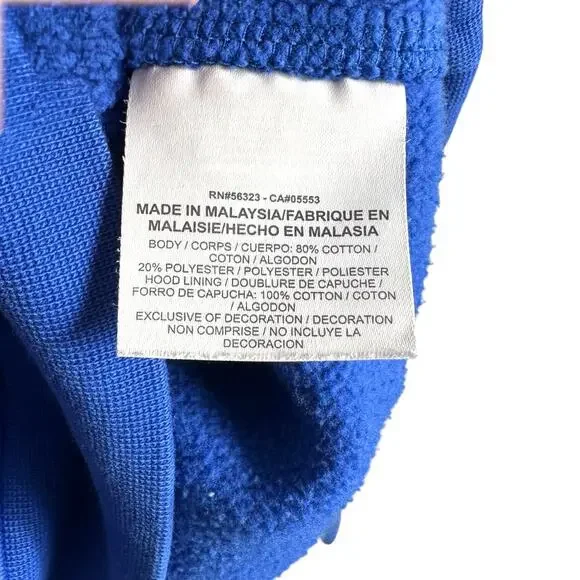 RN#56323 - CA#05553
MADE IN MALAYSIA/FABRIQUE EN
MALAISIE/HECHO EN MALASIA
BODY / CORPS / CUERPO: 80% COTTON /
COTON / ALGODON
20% POLYESTER / POLYESTER / POLIESTER
HOOD LINING / DOUBLURE DE CAPUCHE /
FORRO DE CAPUCHA: 100% COTTON / COTON
/ ALGODON
EXCLUSIVE OF DECORATION / DECORATION
NON COMPRISE / NO INCLUYE LA
DECORACION